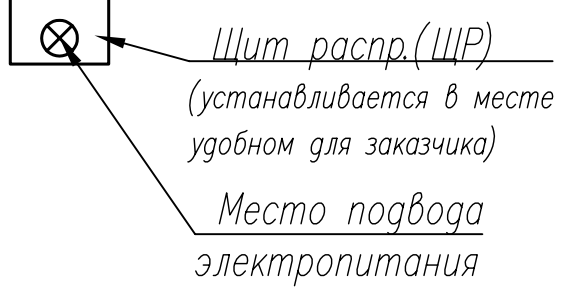 Щит распр.(ЩР)
(устанавливается в месте
удобном для заказчика)
Место подвода
электропитания